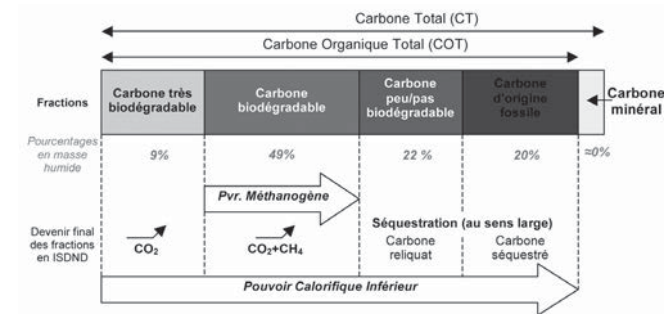 Carbone Total (CT)
Carbone Organique Total (COT)
Fractions
Carbone très
biodégradable
Carbone
biodégradable
Carbone
peu/pas
biodégradable
Carbone
d'origine
fossile
Carbone
minéral
Pourcentages
en masse
humide
9%
49%
22 %
20%
≈0%
Pvr. Méthanogène
Devenir final
des fractions
en ISDND
CO₂
CO₂+CH₄
Séquestration (au sens large)
Carbone
reliquat
Carbone
séquestré
Pouvoir Calorifique Inférieur